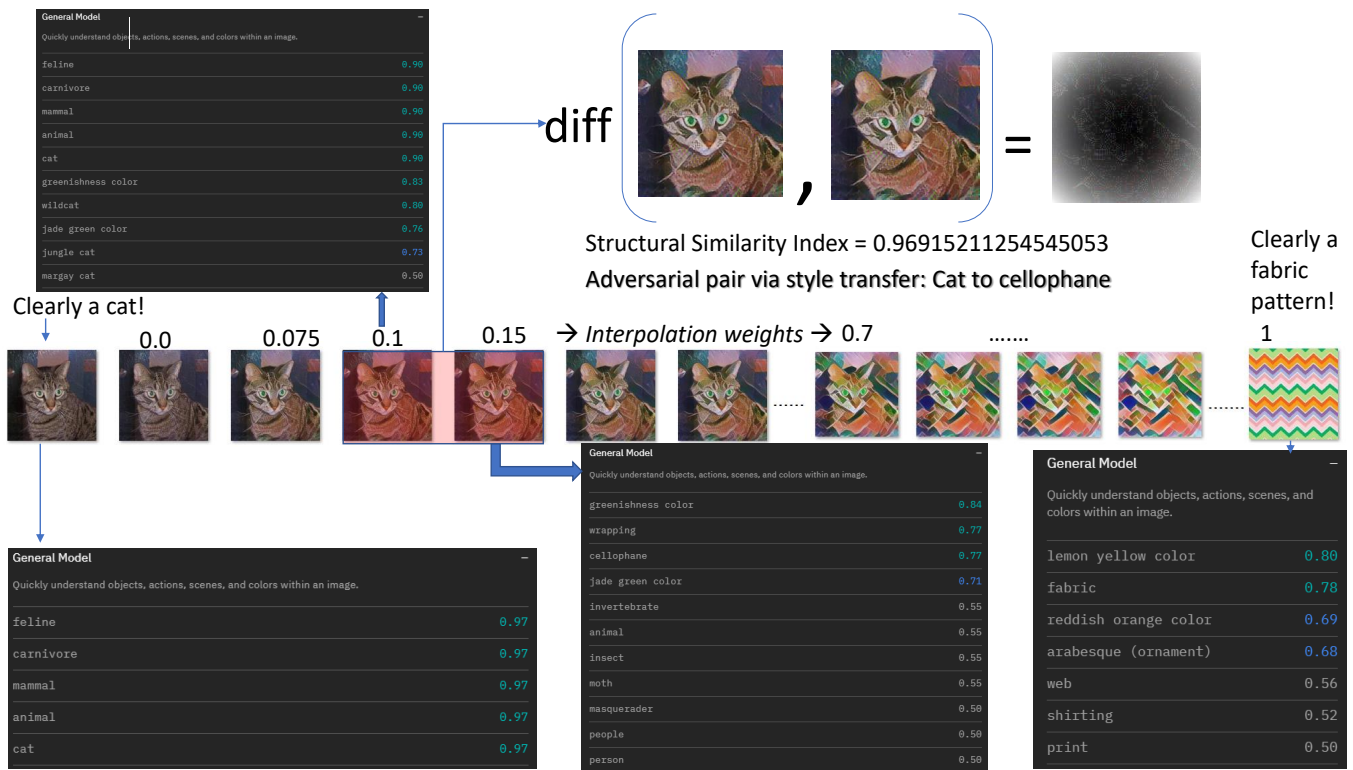 General Model
–
Quickly understand objects, actions, scenes, and colors within an image.
feline 0.90
carnivore 0.90
mammal 0.90
animal 0.90
cat 0.90
greenishness color 0.83
wildcat 0.80
jade green color 0.76
jungle cat 0.73
margay cat 0.50
diff
,
=
Structural Similarity Index = 0.96915211254545053
Adversarial pair via style transfer: Cat to cellophane
Clearly a
fabric
pattern!
Clearly a cat!
0.0 0.075 0.1 0.15 → Interpolation weights → 0.7 ....... 1
......
.......
General Model
–
Quickly understand objects, actions, scenes, and colors within an image.
feline 0.97
carnivore 0.97
mammal 0.97
animal 0.97
cat 0.97
General Model
–
Quickly understand objects, actions, scenes, and colors within an image.
greenishness color 0.84
wrapping 0.77
cellophane 0.77
jade green color 0.71
invertebrate 0.55
animal 0.55
insect 0.55
moth 0.55
masquerader 0.50
people 0.50
person 0.50
General Model
–
Quickly understand objects, actions, scenes, and
colors within an image.
lemon yellow color 0.80
fabric 0.78
reddish orange color 0.69
arabesque (ornament) 0.68
web 0.56
shirting 0.52
print 0.50